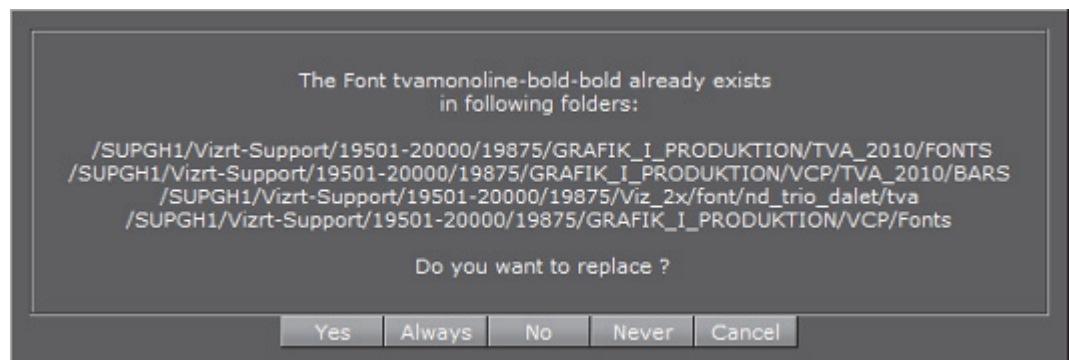 The Font tvamonoline-bold-bold already exists
in following folders:
/SUPGH1/Vizrt-Support/19501-20000/19875/GRAFIK_I_PRODUKTION/TVA_2010/FONTS
/SUPGH1/Vizrt-Support/19501-20000/19875/GRAFIK_I_PRODUKTION/VCP/TVA_2010/BARS
/SUPGH1/Vizrt-Support/19501-20000/19875/Viz_2x/font/nd_trio_dalet/tva
/SUPGH1/Vizrt-Support/19501-20000/19875/GRAFIK_I_PRODUKTION/VCP/Fonts
Do you want to replace ?
Yes Always No Never Cancel